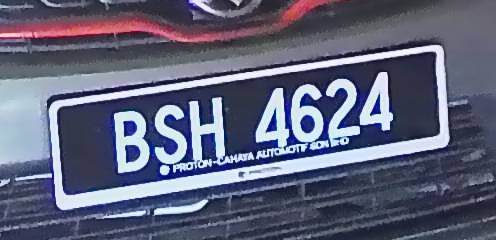 BSH 4624
PROTON-CAHAYA AUTOMOTIF SDN BHD